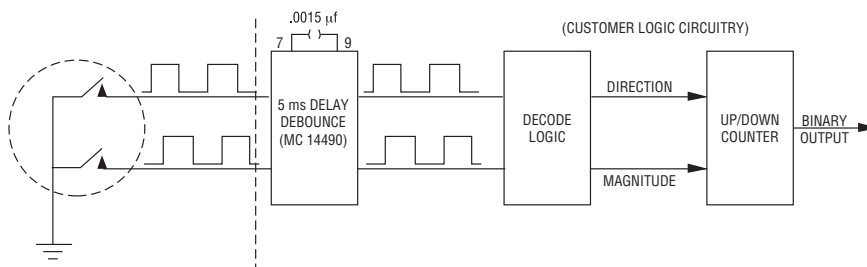 .0015 µf
7 9
(CUSTOMER LOGIC CIRCUITRY)
5 ms DELAY
DEBOUNCE
(MC 14490)
DECODE
LOGIC
DIRECTION
MAGNITUDE
UP/DOWN
COUNTER
BINARY
OUTPUT